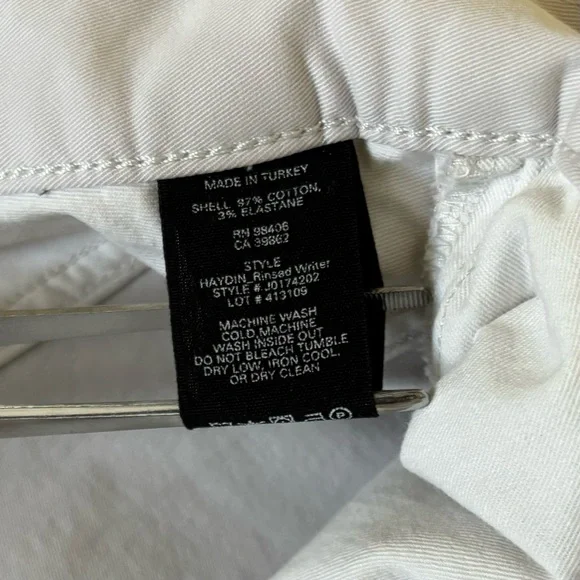 MADE IN TURKEY
SHELL: 97% COTTON,
3% ELASTANE
RN 98406
CA 39862
STYLE
HAYDIN_Rinsed Writer
STYLE # J0174202
LOT # 413109
MACHINE WASH
COLD,MACHINE
WASH INSIDE OUT
DO NOT BLEACH TUMBLE
DRY LOW, IRON COOL,
OR DRY CLEAN
P